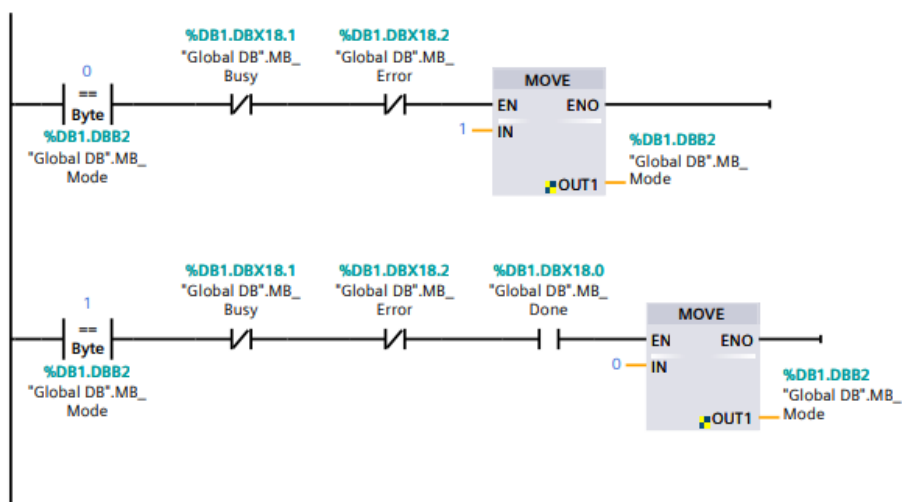 %DB1.DBX18.1
"Global DB".MB_
Busy
%DB1.DBX18.2
"Global DB".MB_
Error
0
==
Byte
%DB1.DBB2
"Global DB".MB_
Mode
MOVE
EN
ENO
1
IN
OUT1
%DB1.DBB2
"Global DB".MB_
Mode
%DB1.DBX18.1
"Global DB".MB_
Busy
%DB1.DBX18.2
"Global DB".MB_
Error
%DB1.DBX18.0
"Global DB".MB_
Done
1
==
Byte
%DB1.DBB2
"Global DB".MB_
Mode
MOVE
EN
ENO
0
IN
OUT1
%DB1.DBB2
"Global DB".MB_
Mode